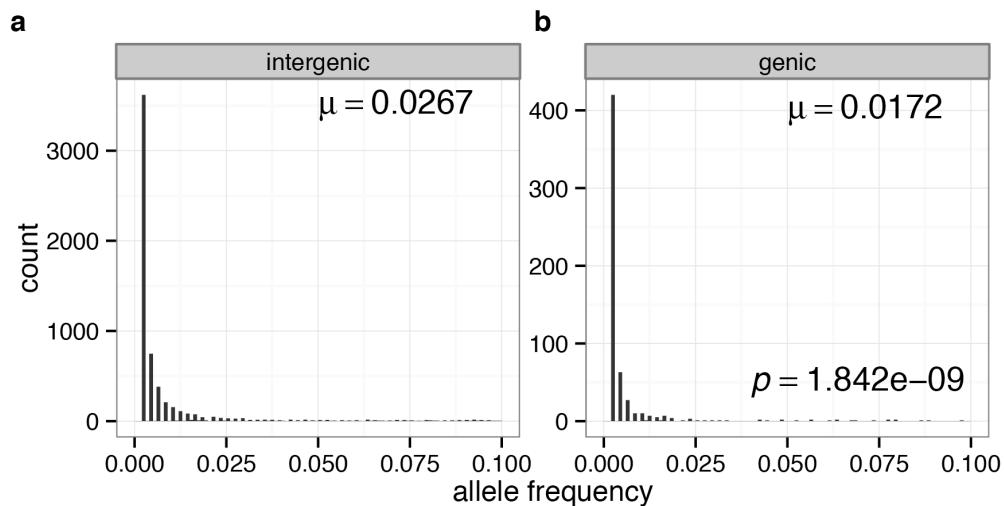 a
b
intergenic
genic
μ = 0.0267
μ = 0.0172
p = 1.842e−09
count
3000
2000
1000
0
400
300
200
100
0
0.000 0.025 0.050 0.075 0.100
0.000 0.025 0.050 0.075 0.100
allele frequency